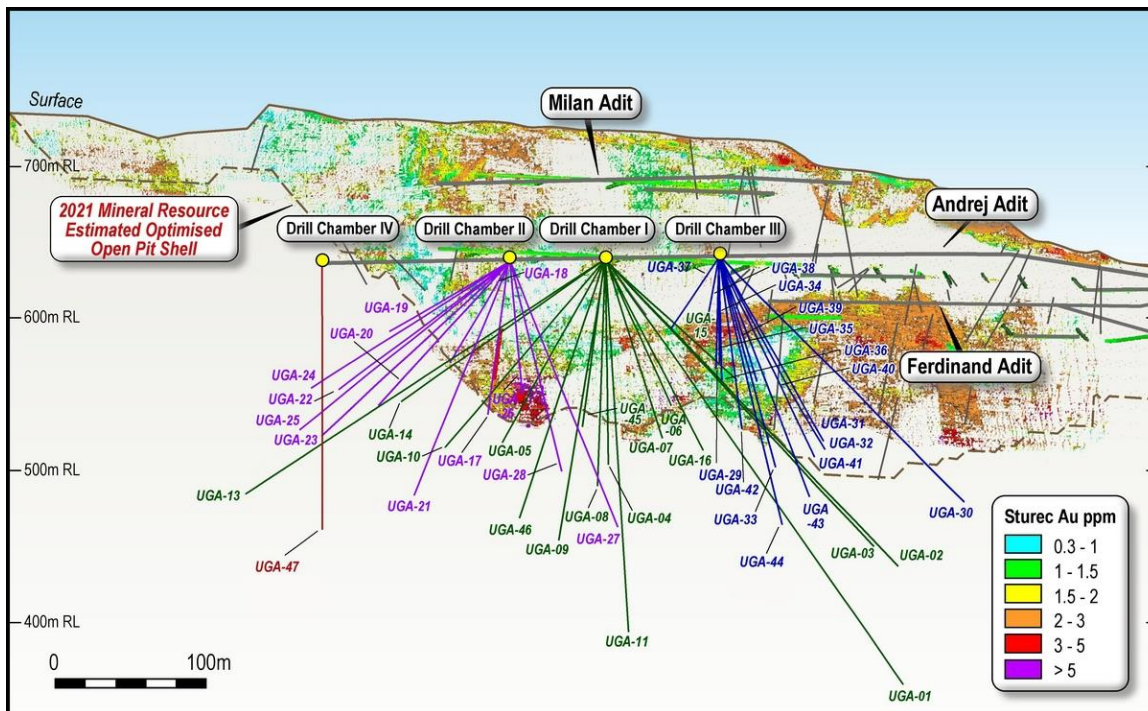 Surface
Milan Adit
700m RL
Andrej Adit
2021 Mineral Resource
Estimated Optimised
Open Pit Shell
Drill Chamber IV
Drill Chamber II
Drill Chamber I
Drill Chamber III
UGA-18
UGA-37
UGA-38
UGA-34
UGA-19
600m RL
UGA-39
UGA-20
UGA-
15
UGA-35
UGA-36
Ferdinand Adit
UGA-40
UGA-24
UGA-22
UGA
-26
UGA
-45
UGA-25
UGA
-06
UGA-31
UGA-23
UGA-14
UGA-32
UGA-10
UGA-17
UGA-05
UGA-07
UGA-16
UGA-41
UGA-29
500m RL
UGA-28
UGA-42
UGA-13
UGA-21
UGA-46
UGA-08
UGA-04
UGA-33
UGA
-43
UGA-30
UGA-09
UGA-27
UGA-44
UGA-03
UGA-02
UGA-47
400m RL
UGA-11
UGA-01
0
100m
Sturec Au ppm
0.3 - 1
1 - 1.5
1.5 - 2
2 - 3
3 - 5
> 5